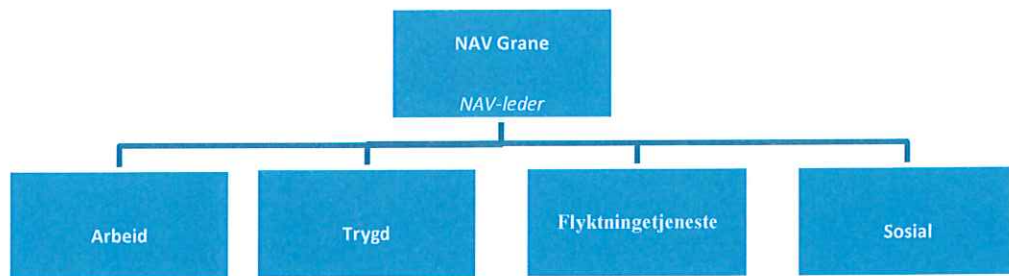 NAV Grane
NAV-leder
Arbeid
Trygd
Flyktningetjeneste
Sosial